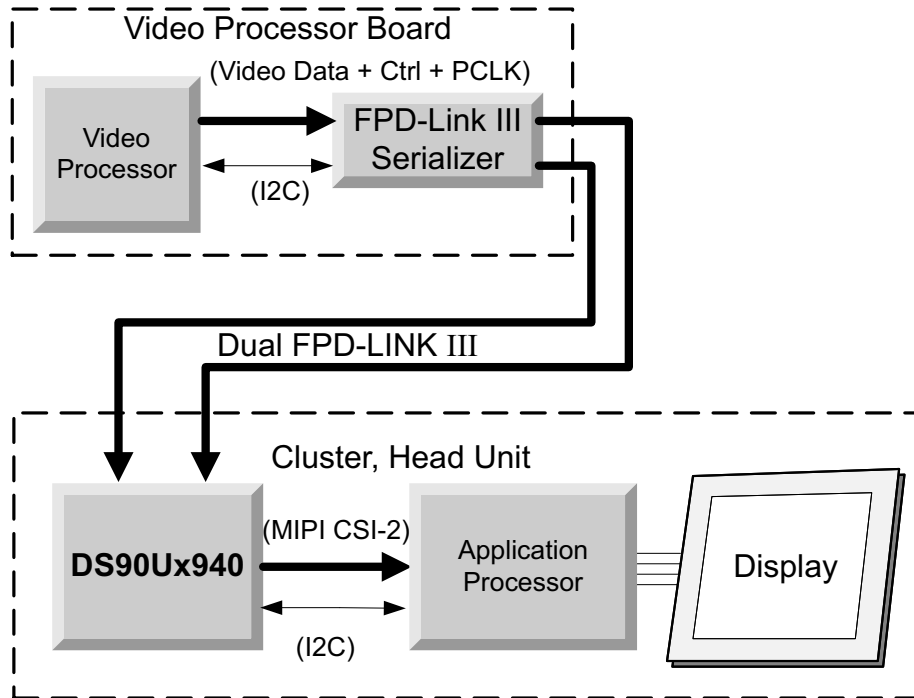 Video Processor Board
(Video Data + Ctrl + PCLK)
Video
Processor
FPD-Link III
Serializer
(I2C)
Dual FPD-LINK III
Cluster, Head Unit
DS90Ux940
(MIPI CSI-2)
Application
Processor
Display
(I2C)